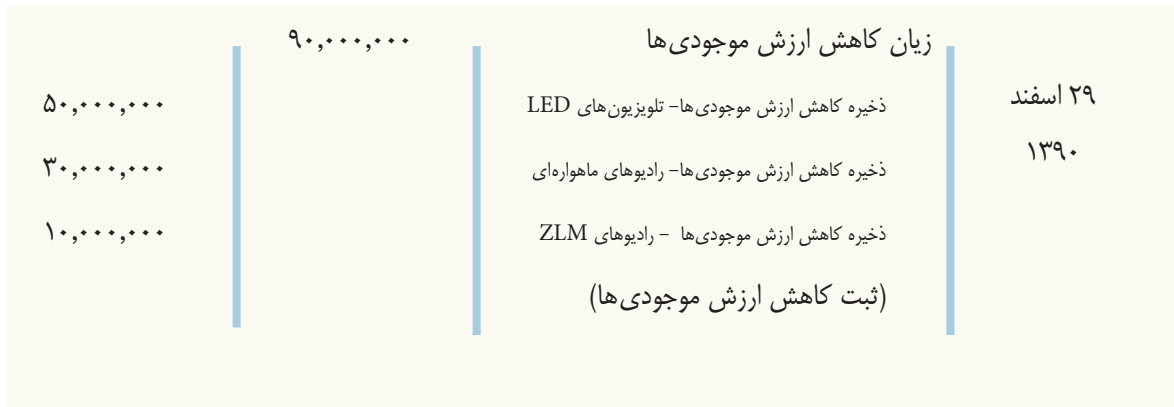 زیان کاهش ارزش موجودی‌ها ۹۰,۰۰۰,۰۰۰
۲۹ اسفند
۱۳۹۰
ذخیره کاهش ارزش موجودی‌ها- تلویزیون‌های LED ۵۰,۰۰۰,۰۰۰
ذخیره کاهش ارزش موجودی‌ها- رادیوهای ماهواره‌ای ۳۰,۰۰۰,۰۰۰
ذخیره کاهش ارزش موجودی‌ها - رادیوهای ZLM ۱۰,۰۰۰,۰۰۰
(ثبت کاهش ارزش موجودی‌ها)